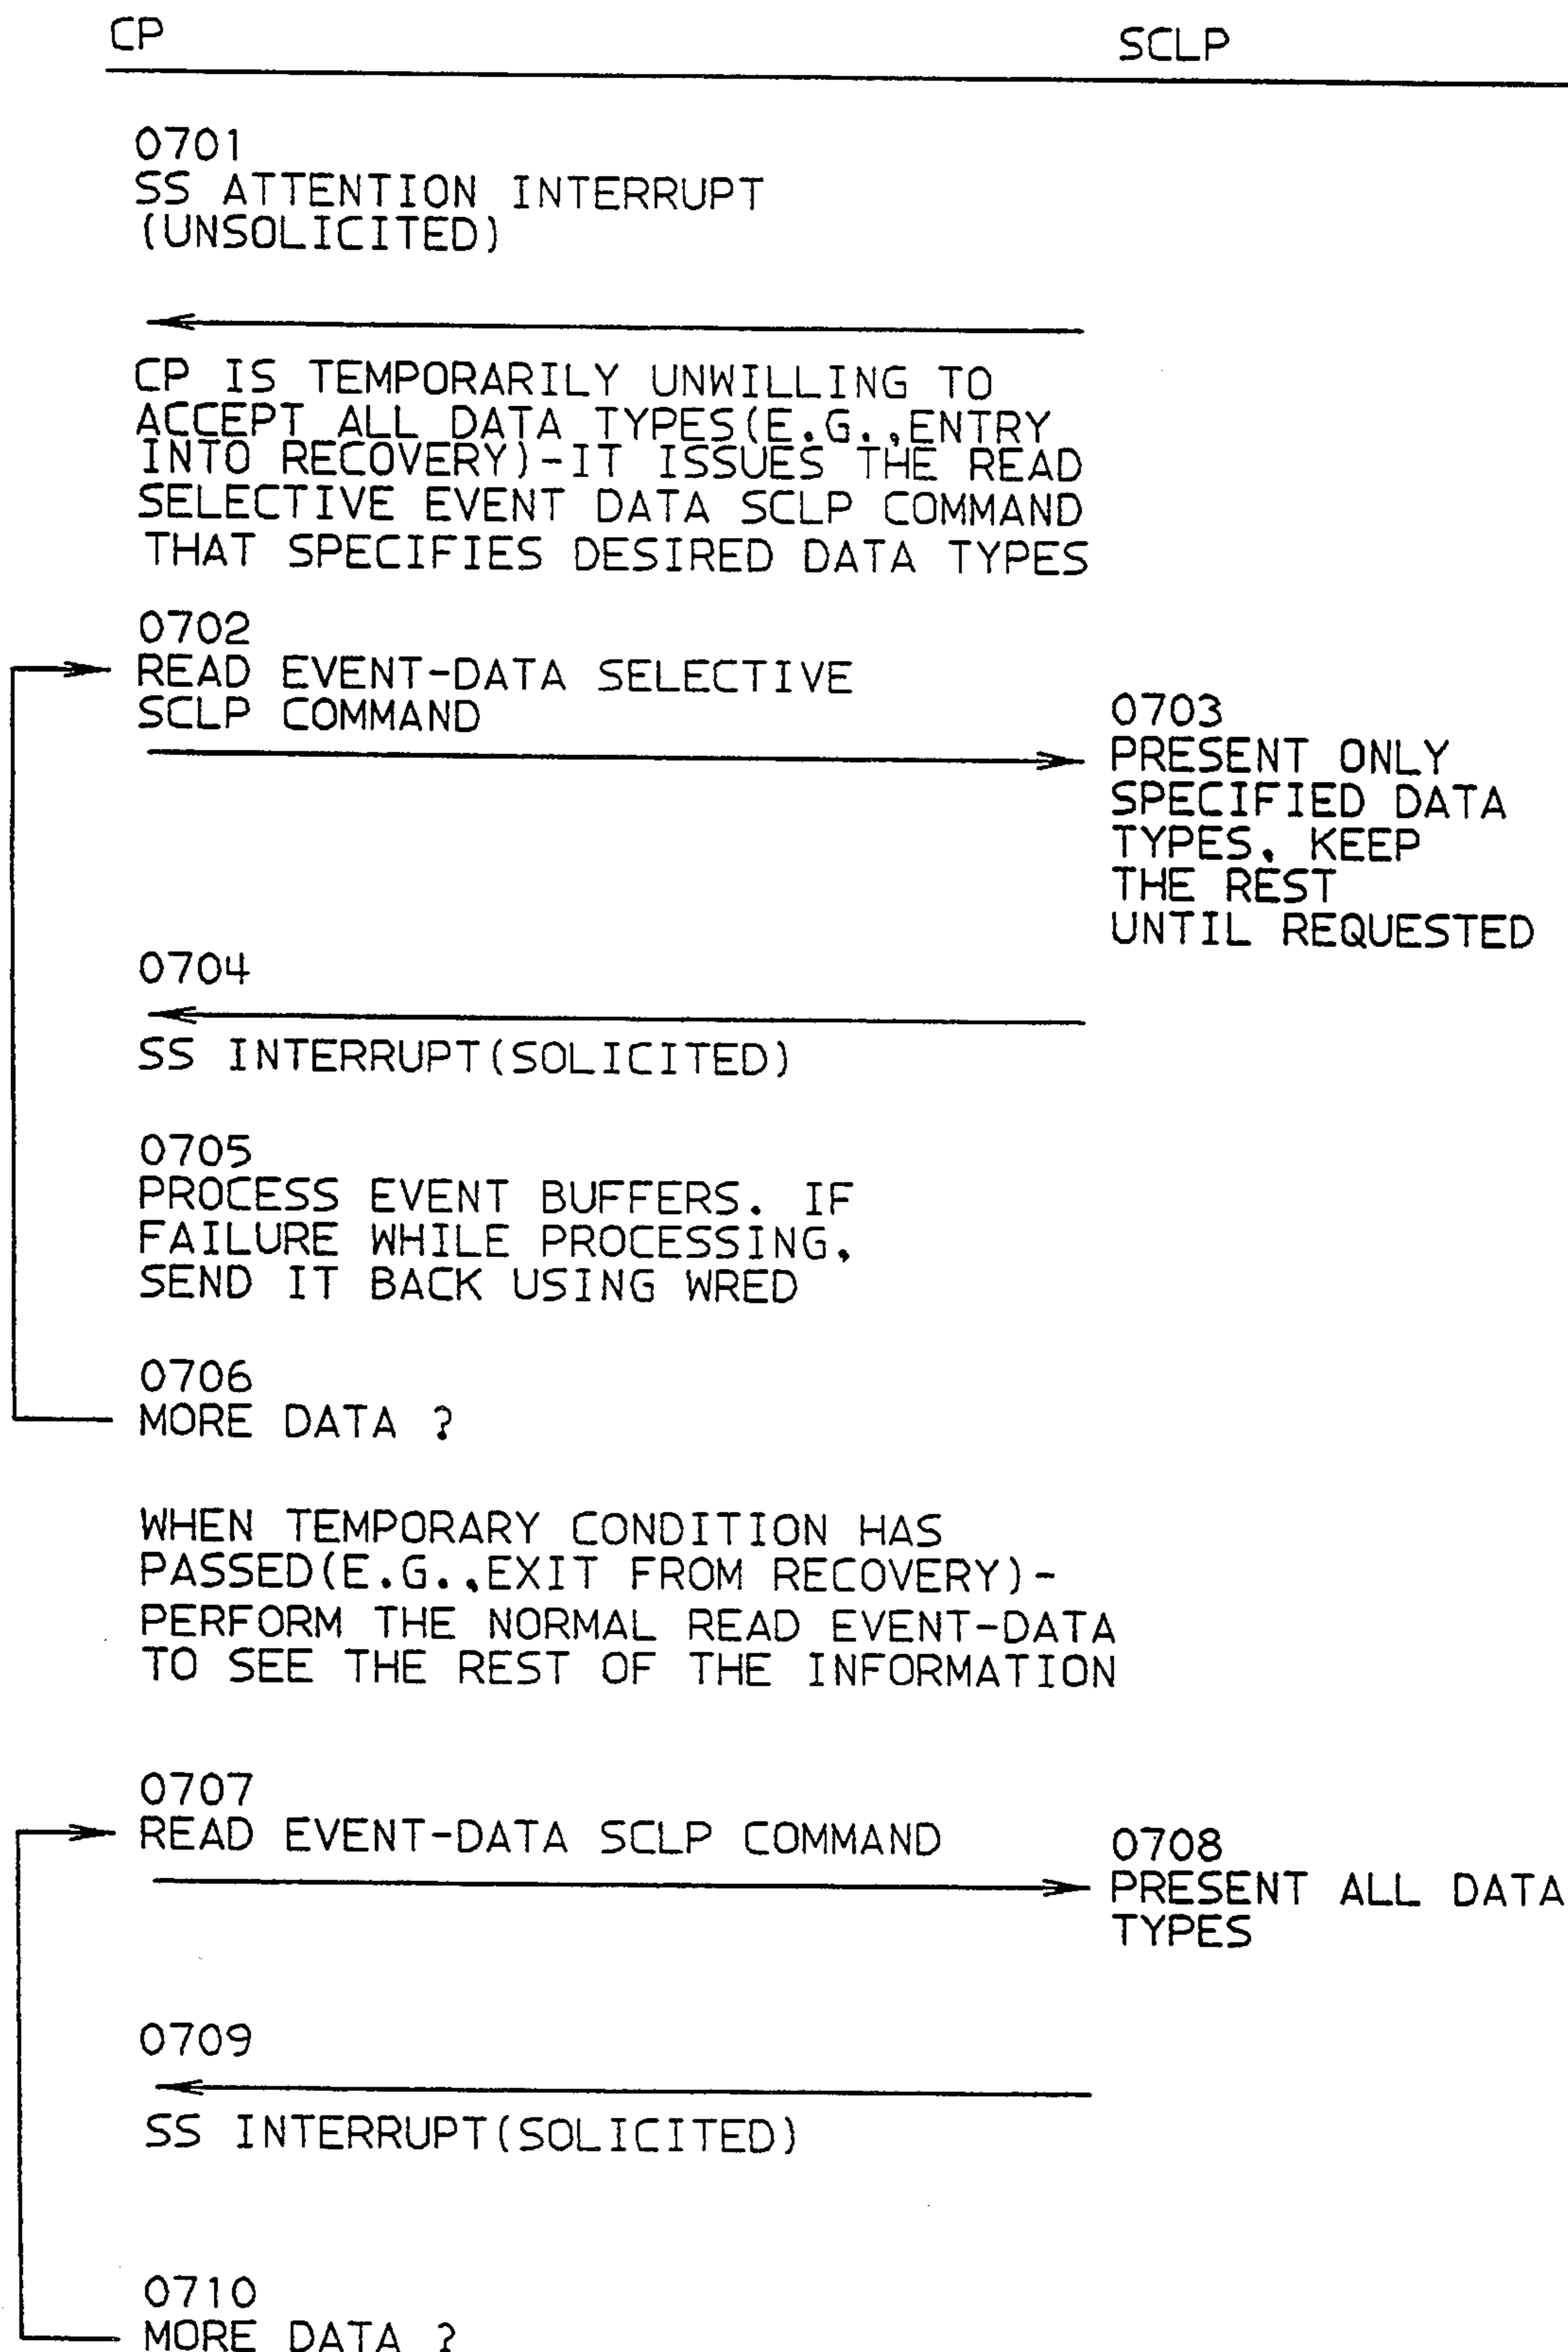 CP
SCLP
0701
SS ATTENTION INTERRUPT
(UNSOLICITED)
CP IS TEMPORARILY UNWILLING TO
ACCEPT ALL DATA TYPES(E.G.,ENTRY
INTO RECOVERY)-IT ISSUES THE READ
SELECTIVE EVENT DATA SCLP COMMAND
THAT SPECIFIES DESIRED DATA TYPES
0702
READ EVENT-DATA SELECTIVE
SCLP COMMAND
0703
PRESENT ONLY
SPECIFIED DATA
TYPES, KEEP
THE REST
UNTIL REQUESTED
0704
SS INTERRUPT(SOLICITED)
0705
PROCESS EVENT BUFFERS. IF
FAILURE WHILE PROCESSING,
SEND IT BACK USING WRED
0706
MORE DATA ?
WHEN TEMPORARY CONDITION HAS
PASSED(E.G.,EXIT FROM RECOVERY)-
PERFORM THE NORMAL READ EVENT-DATA
TO SEE THE REST OF THE INFORMATION
0707
READ EVENT-DATA SCLP COMMAND
0708
PRESENT ALL DATA
TYPES
0709
SS INTERRUPT(SOLICITED)
0710
MORE DATA ?